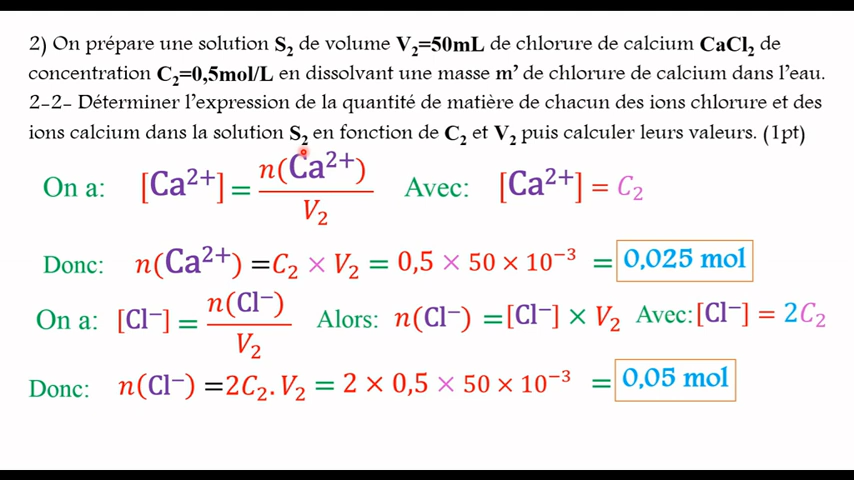 2) On prépare une solution S₂ de volume V₂=50mL de chlorure de calcium CaCl₂ de
concentration C₂=0,5mol/L en dissolvant une masse m’ de chlorure de calcium dans l’eau.
2-2- Déterminer l’expression de la quantité de matière de chacun des ions chlorure et des
ions calcium dans la solution S₂ en fonction de C₂ et V₂ puis calculer leurs valeurs. (1pt)
On a: [Ca²⁺] = n(Ca²⁺)/V₂ Avec: [Ca²⁺] = C₂
Donc: n(Ca²⁺) =C₂ × V₂ = 0,5 × 50 × 10⁻³ = 0,025 mol
On a: [Cl⁻] = n(Cl⁻)/V₂ Alors: n(Cl⁻) =[Cl⁻] × V₂ Avec:[Cl⁻] = 2C₂
Donc: n(Cl⁻) =2C₂.V₂ = 2 × 0,5 × 50 × 10⁻³ = 0,05 mol